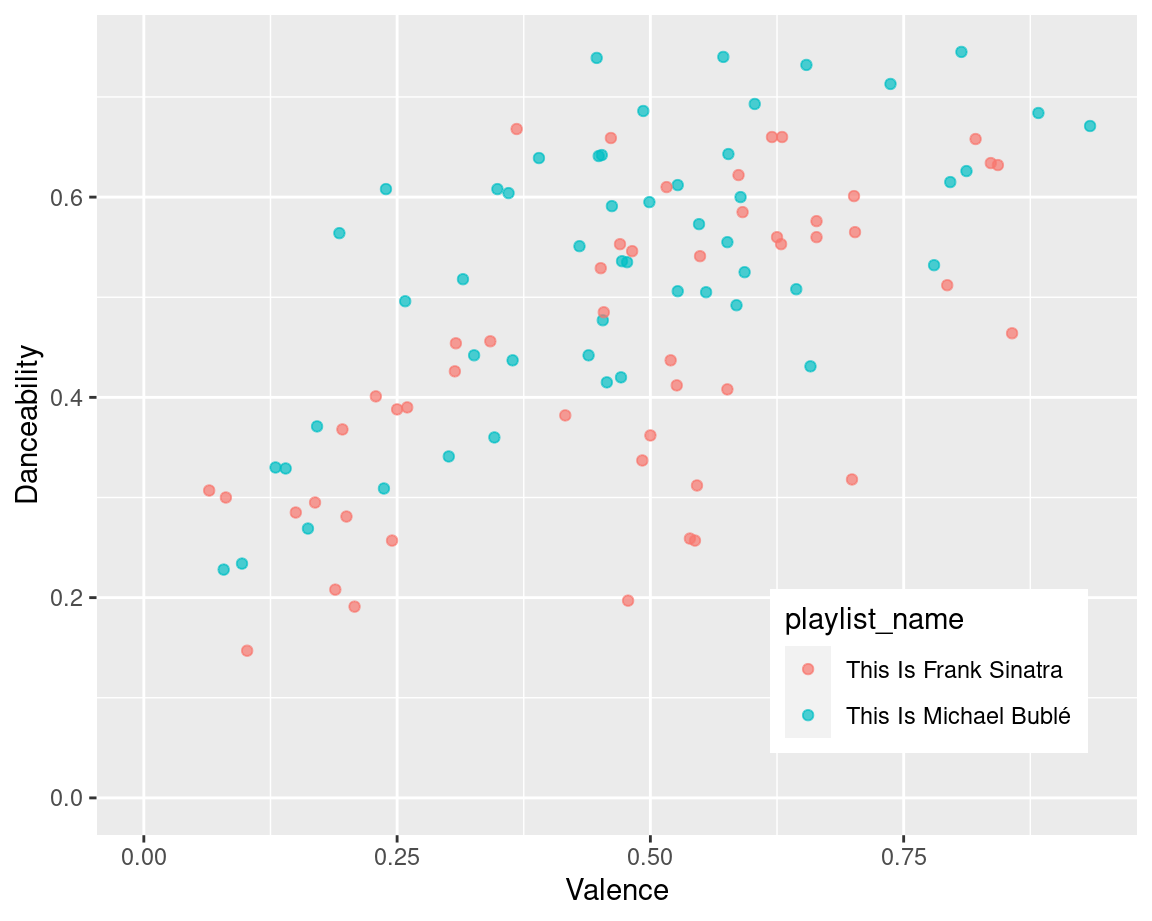 0.6
0.4
0.2
0.0
Danceability
0.00 0.25 0.50 0.75
Valence
playlist_name
This Is Frank Sinatra
This Is Michael Bublé